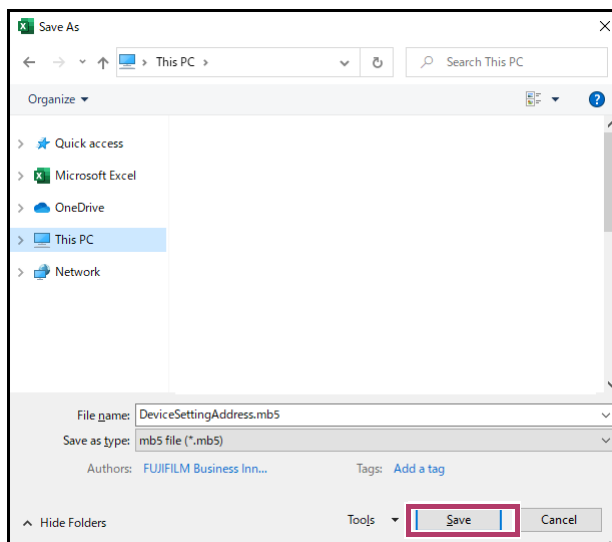 Save As
This PC
Search This PC
Organize
Quick access
Microsoft Excel
OneDrive
This PC
Network
File name: DeviceSettingAddress.mb5
Save as type: mb5 file (*.mb5)
Authors: FUJIFILM Business Inn... Tags: Add a tag
Hide Folders Tools Save Cancel